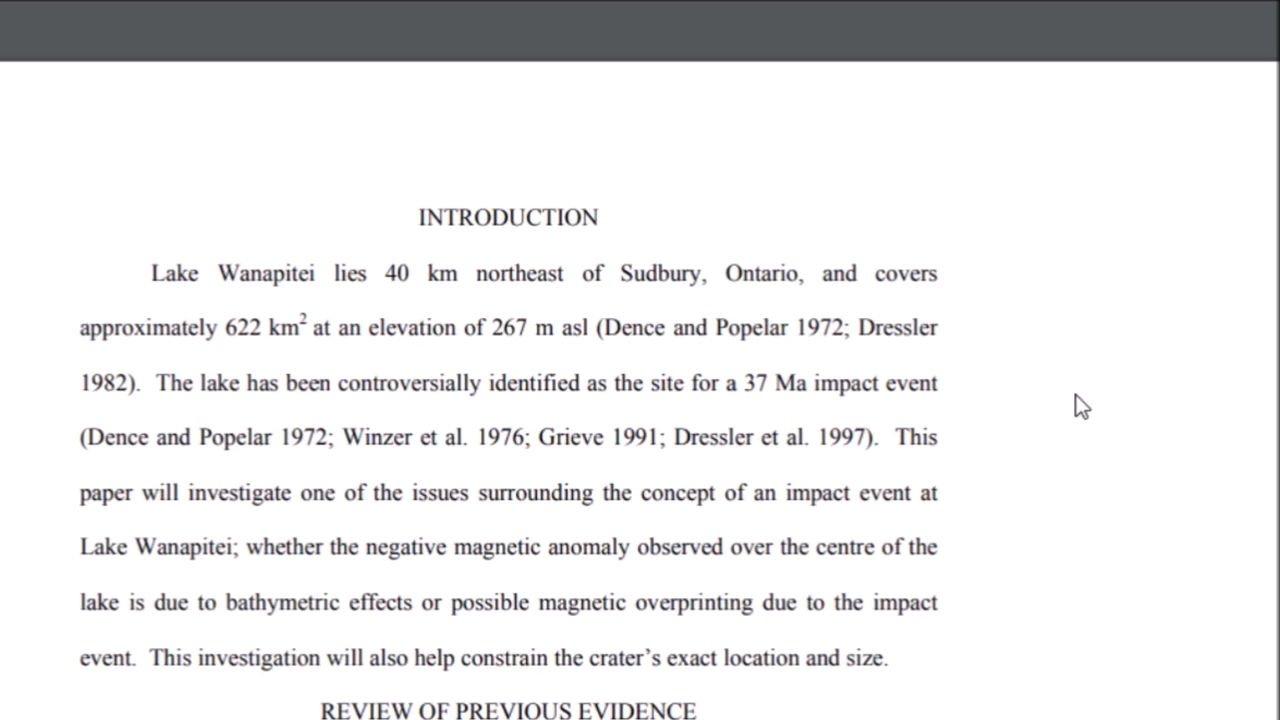 INTRODUCTION
Lake Wanapitei lies 40 km northeast of Sudbury, Ontario, and covers
approximately 622 km² at an elevation of 267 m asl (Dence and Popelar 1972; Dressler
1982). The lake has been controversially identified as the site for a 37 Ma impact event
(Dence and Popelar 1972; Winzer et al. 1976; Grieve 1991; Dressler et al. 1997). This
paper will investigate one of the issues surrounding the concept of an impact event at
Lake Wanapitei; whether the negative magnetic anomaly observed over the centre of the
lake is due to bathymetric effects or possible magnetic overprinting due to the impact
event. This investigation will also help constrain the crater’s exact location and size.
REVIEW OF PREVIOUS EVIDENCE